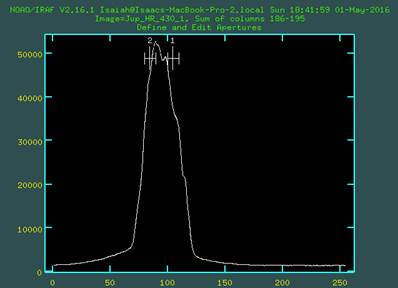 NOAO/IRAF V2.16.1 Isaiah@Isaacs-MacBook-Pro-2.local Sun 18:41:59 01-May-2016
Image=Jup_HR_430_1, Sum of columns 186-195
Define and Edit Apertures
2 1
50000
40000
30000
20000
10000
0
0 50 100 150 200 250